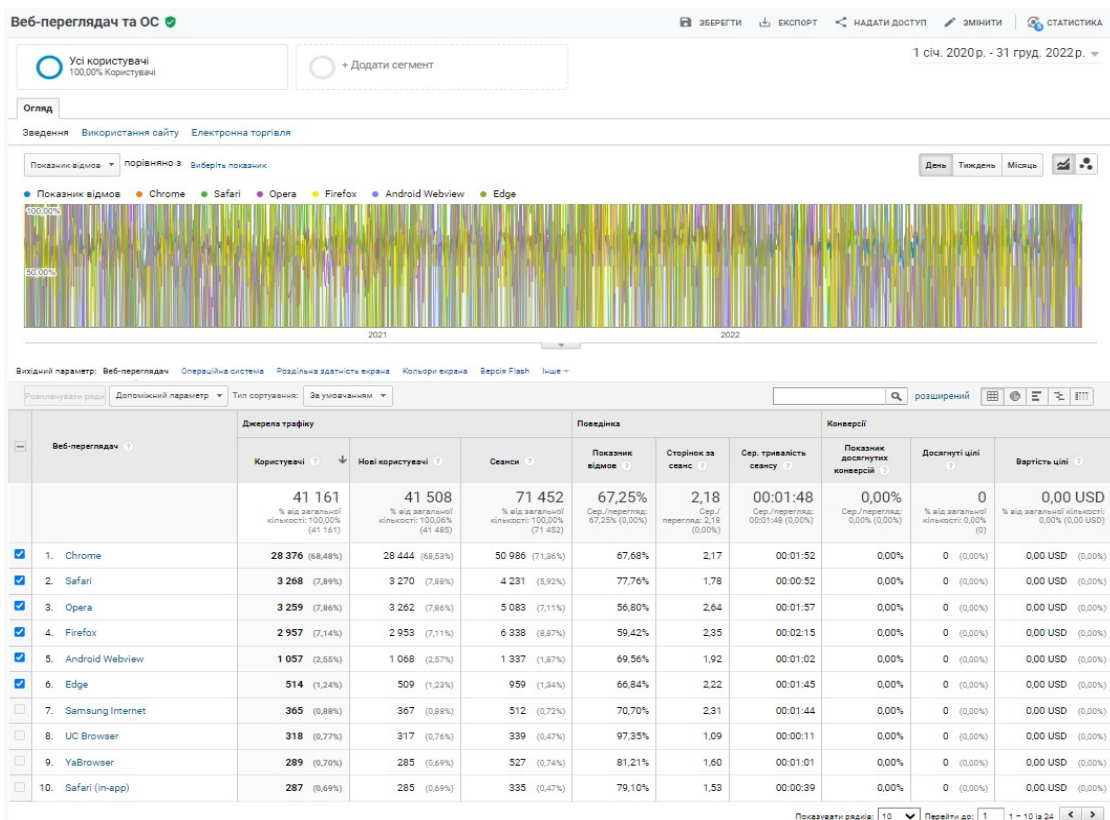 Веб-переглядач та ОС
ЗБЕРЕГТИ ЕКСПОРТ НАДАТИ ДОСТУП ЗМІНИТИ СТАТИСТИКА
Усі користувачі
100,00% Користувачі
+ Додати сегмент
1 січ. 2020 р. - 31 груд. 2022 р.
Огляд
Зведення Використання сайту Електронна торгівля
Показник відмов порівняно з Виберіть показник
День Тиждень Місяць
Показник відмов Chrome Safari Opera Firefox Android Webview Edge
100,00%
50,00%
2021 2022
Вихідний параметр: Веб-переглядач Операційна система Роздільна здатність екрана Кольори екрана Версія Flash Інше
Розпланувати ряди Допоміжний параметр Тип сортування: За умовчанням розширений
Веб-переглядач
Джерела трафіку Поведінка Конверсії
Користувачі Нові користувачі Сеанси Показник відмов Сторінок за сеанс Сер. тривалість сеансу Показник досягнутих конверсій Досягнуті цілі Вартість цілі
41 161 41 508 71 452 67,25% 2,18 00:01:48 0,00% 0 0,00 USD
% від загальної кількості: 100,00% (41 161) % від загальної кількості: 100,06% (41 485) % від загальної кількості: 100,00% (71 452) Сер./перегляд: 67,25% (0,00%) Сер./перегляд: 2,18 (0,00%) Сер./перегляд: 00:01:48 (0,00%) Сер./перегляд: 0,00% (0,00%) % від загальної кількості: 0,00% (0) % від загальної кількості: 0,00% (0,00 USD)
1. Chrome 28 376 (68,48%) 28 444 (68,53%) 50 986 (71,36%) 67,68% 2,17 00:01:52 0,00% 0 (0,00%) 0,00 USD (0,00%)
2. Safari 3 268 (7,89%) 3 270 (7,88%) 4 231 (5,92%) 77,76% 1,78 00:00:52 0,00% 0 (0,00%) 0,00 USD (0,00%)
3. Opera 3 259 (7,86%) 3 262 (7,86%) 5 083 (7,11%) 56,80% 2,64 00:01:57 0,00% 0 (0,00%) 0,00 USD (0,00%)
4. Firefox 2 957 (7,14%) 2 953 (7,11%) 6 338 (8,87%) 59,42% 2,35 00:02:15 0,00% 0 (0,00%) 0,00 USD (0,00%)
5. Android Webview 1 057 (2,55%) 1 068 (2,57%) 1 337 (1,87%) 69,56% 1,92 00:01:02 0,00% 0 (0,00%) 0,00 USD (0,00%)
6. Edge 514 (1,24%) 509 (1,23%) 959 (1,34%) 66,84% 2,22 00:01:45 0,00% 0 (0,00%) 0,00 USD (0,00%)
7. Samsung Internet 365 (0,88%) 367 (0,88%) 512 (0,72%) 70,70% 2,31 00:01:44 0,00% 0 (0,00%) 0,00 USD (0,00%)
8. UC Browser 318 (0,77%) 317 (0,76%) 339 (0,47%) 97,35% 1,09 00:00:11 0,00% 0 (0,00%) 0,00 USD (0,00%)
9. YaBrowser 289 (0,70%) 285 (0,69%) 527 (0,74%) 81,21% 1,60 00:01:01 0,00% 0 (0,00%) 0,00 USD (0,00%)
10. Safari (in-app) 287 (0,69%) 285 (0,69%) 335 (0,47%) 79,10% 1,53 00:00:39 0,00% 0 (0,00%) 0,00 USD (0,00%)
Показувати рядків: 10 Перейти до: 1 1 – 10 із 24